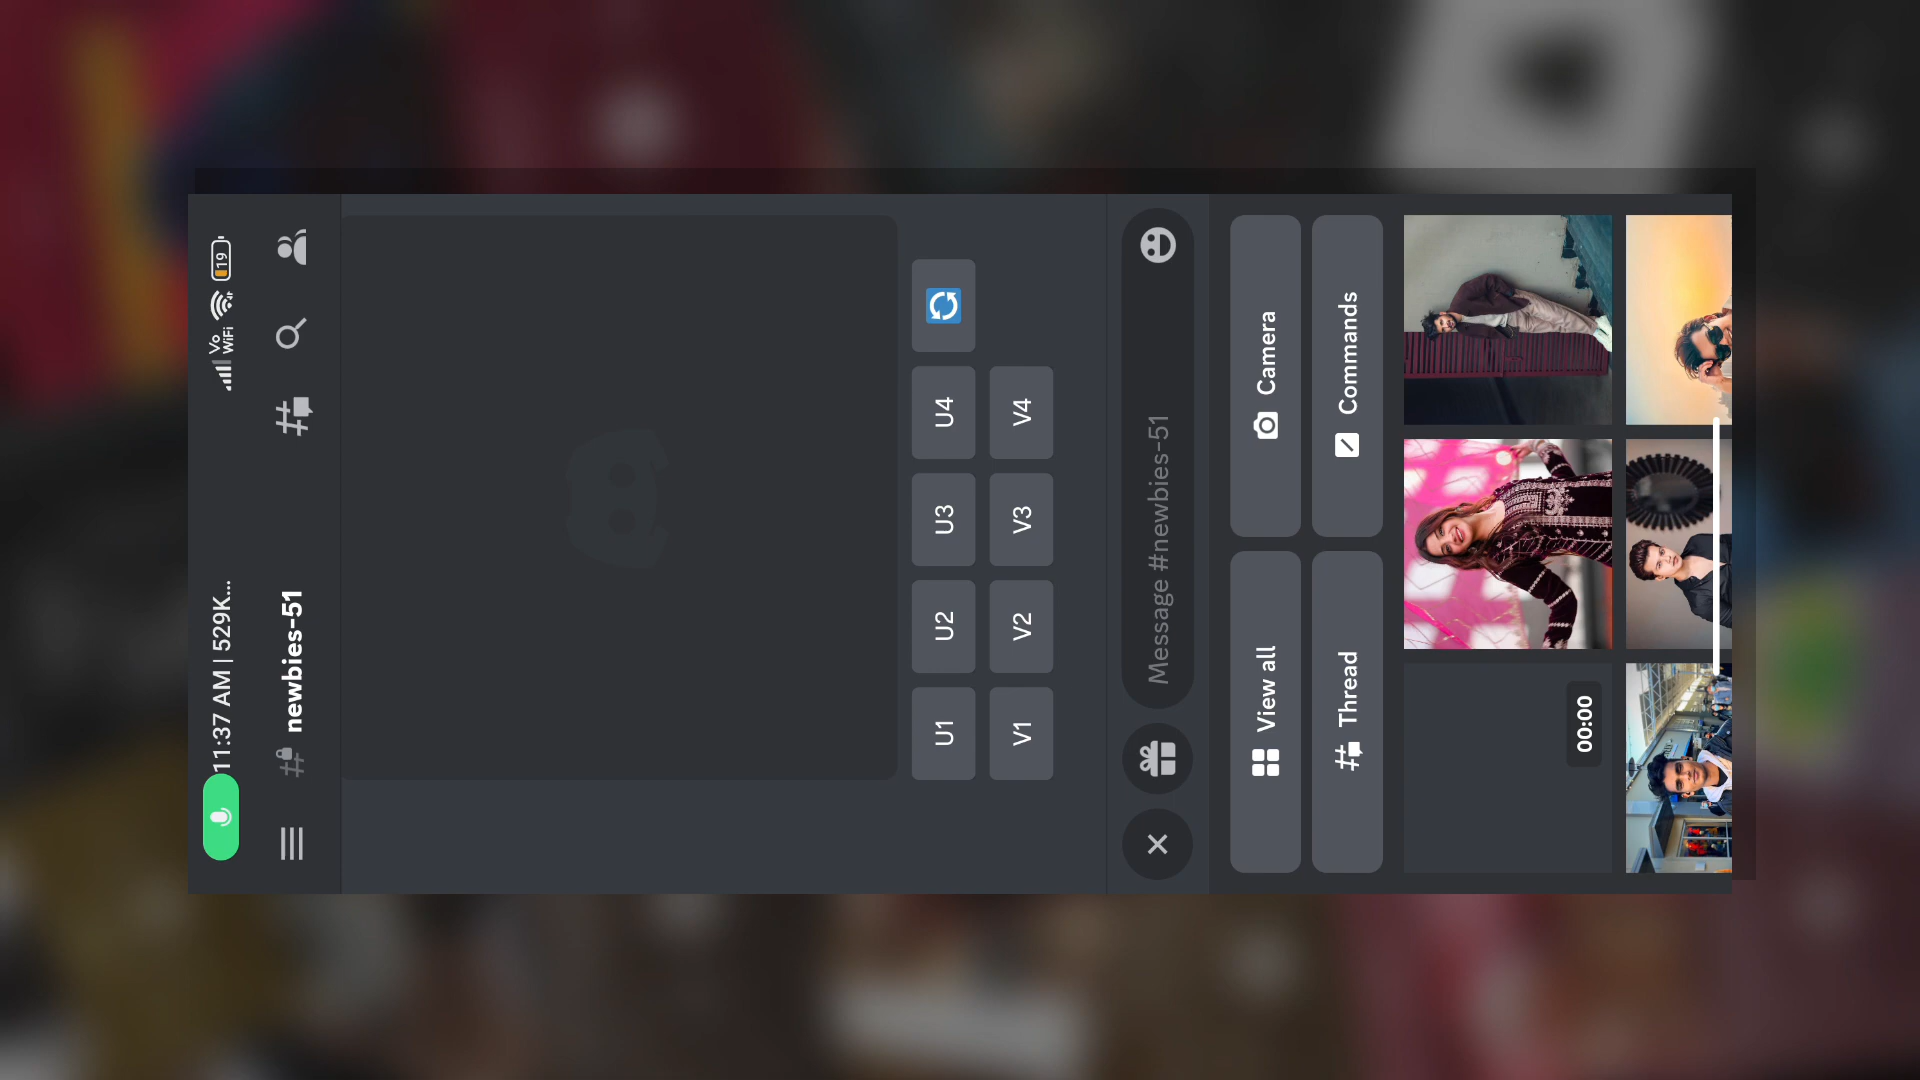 11:37 AM | 529K...
Vo
WiFi
19
newbies-51
U1 U2 U3 U4
V1 V2 V3 V4
Message #newbies-51
View all
Camera
Thread
Commands
00:00